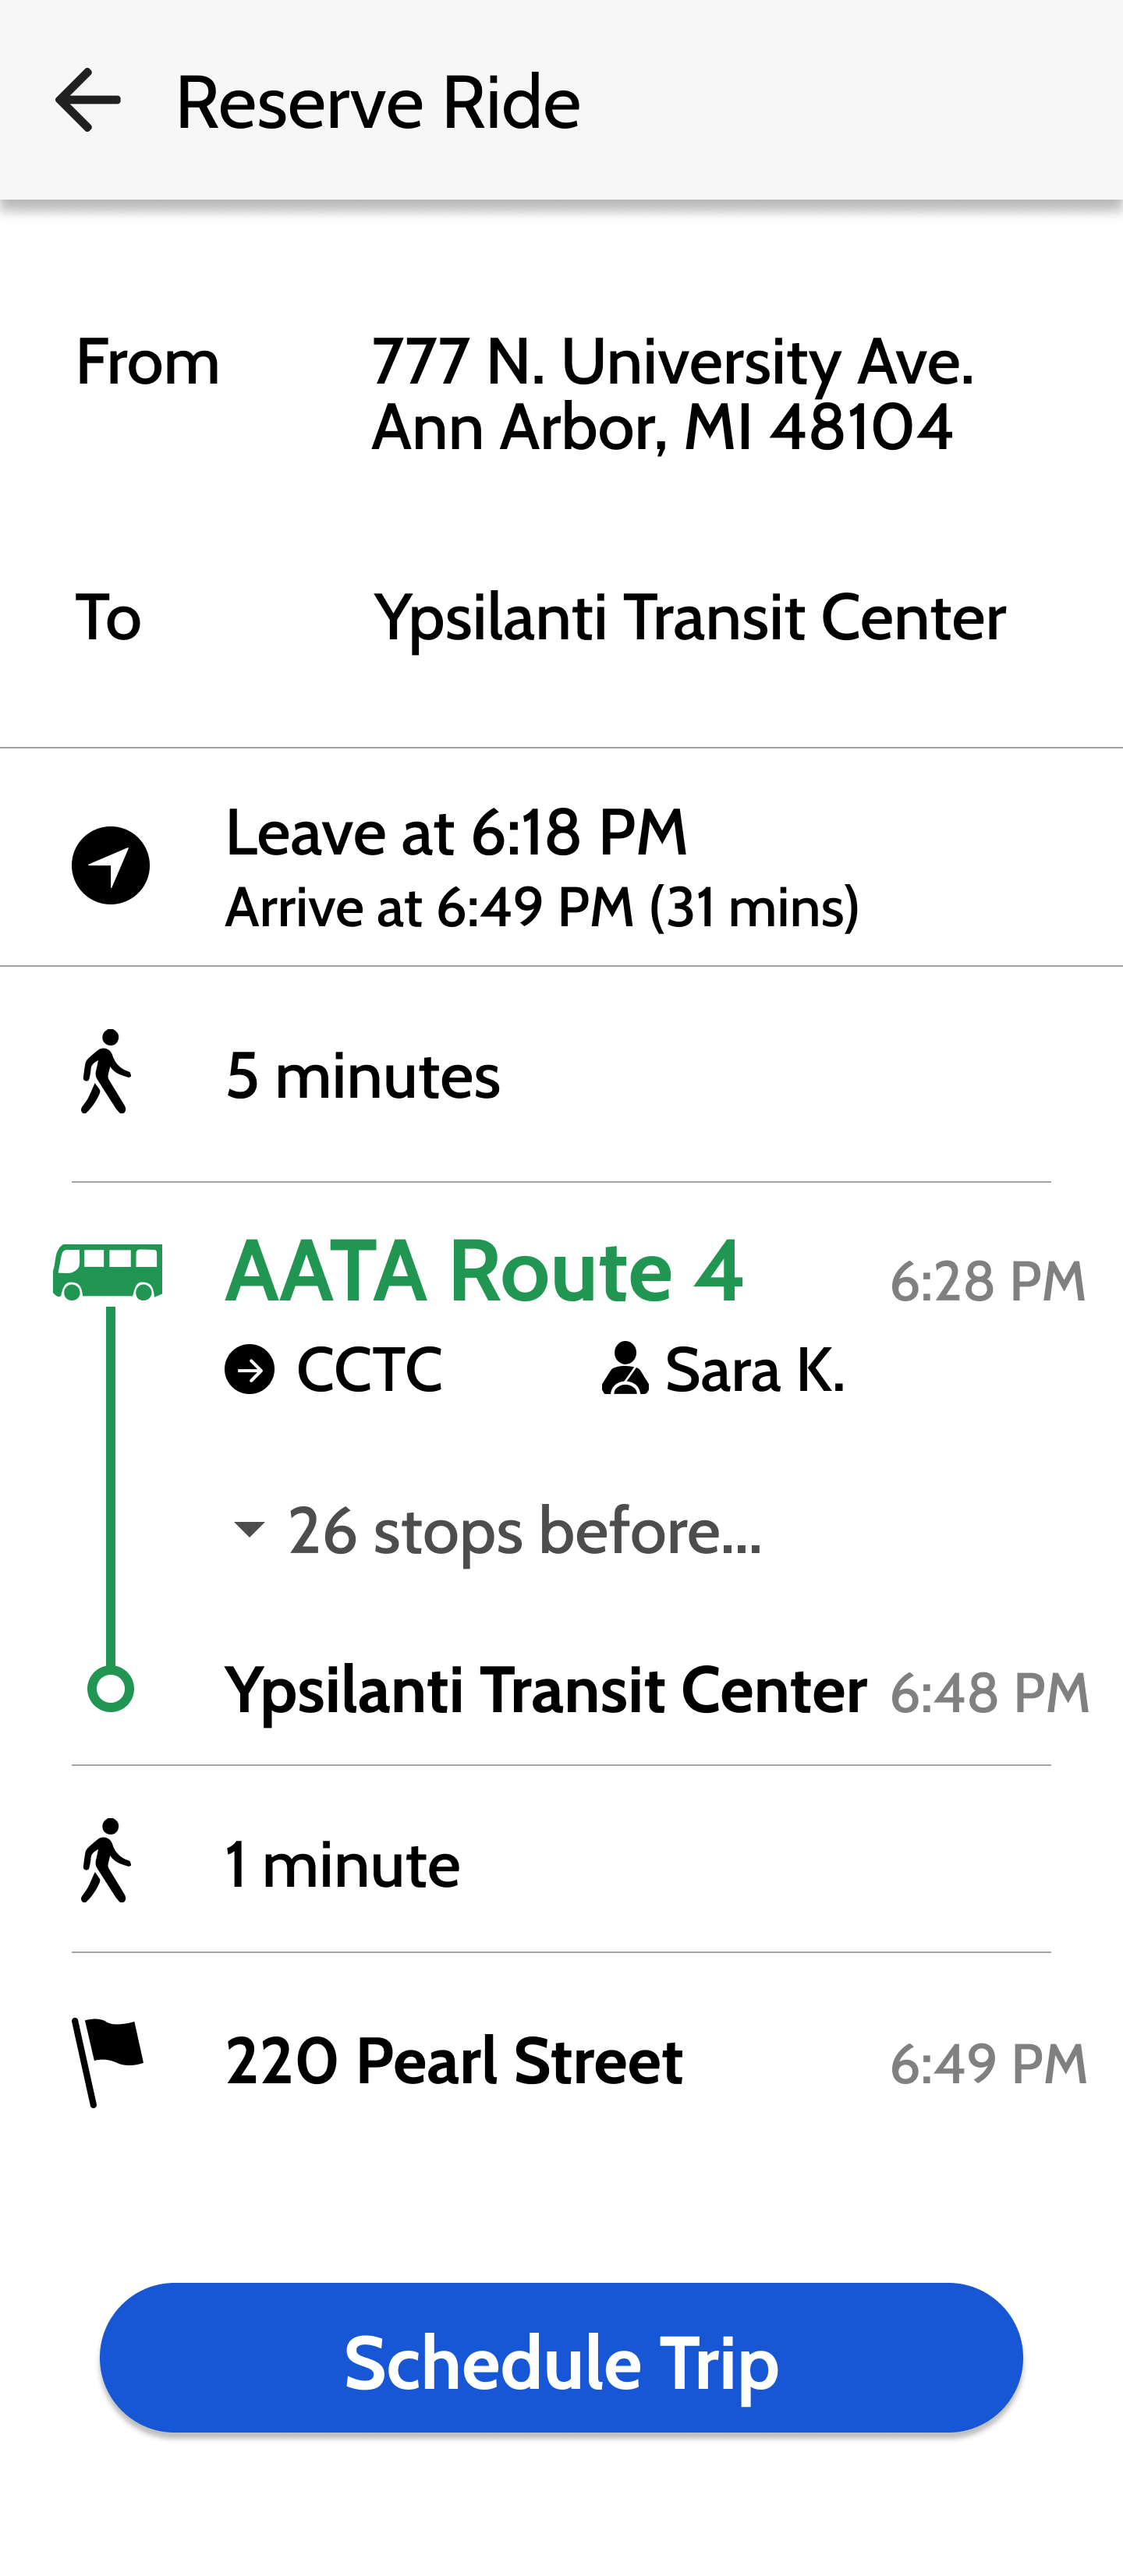 Reserve Ride
From
777 N. University Ave.
Ann Arbor, MI 48104
To
Ypsilanti Transit Center
Leave at 6:18 PM
Arrive at 6:49 PM (31 mins)
5 minutes
AATA Route 4
6:28 PM
CCTC
Sara K.
26 stops before...
Ypsilanti Transit Center
6:48 PM
1 minute
220 Pearl Street
6:49 PM
Schedule Trip